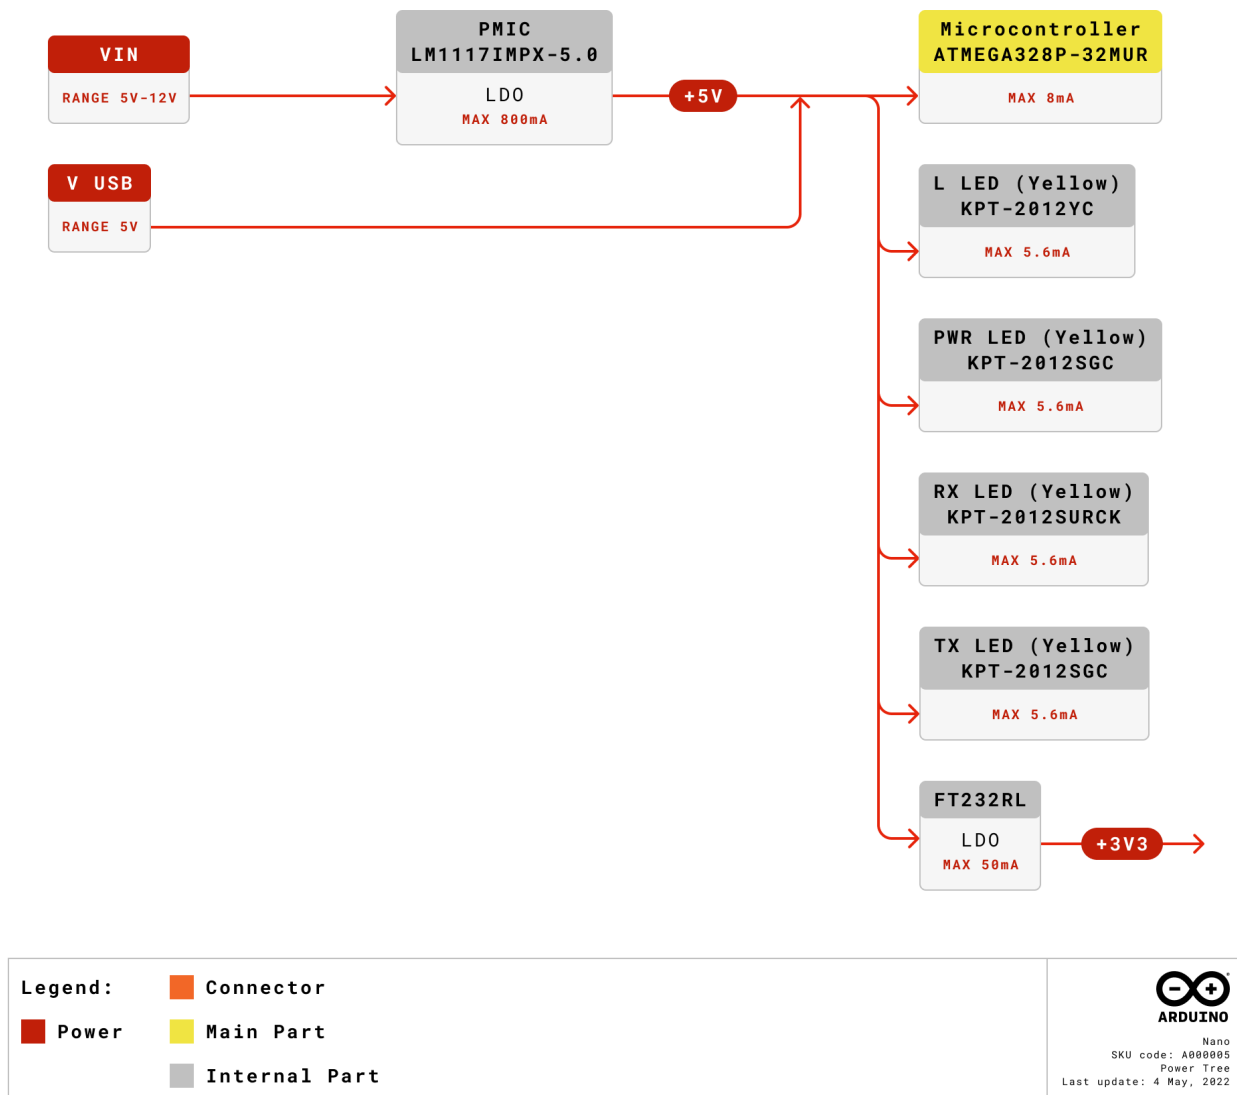 VIN
RANGE 5V-12V
PMIC
LM1117IMPX-5.0
LDO
MAX 800mA
+5V
Microcontroller
ATMEGA328P-32MUR
MAX 8mA
V USB
RANGE 5V
L LED (Yellow)
KPT-2012YC
MAX 5.6mA
PWR LED (Yellow)
KPT-2012SGC
MAX 5.6mA
RX LED (Yellow)
KPT-2012SURCK
MAX 5.6mA
TX LED (Yellow)
KPT-2012SGC
MAX 5.6mA
FT232RL
LDO
MAX 50mA
+3V3
Legend:
Power
Connector
Main Part
Internal Part
ARDUINO
Nano
SKU code: A000005
Power Tree
Last update: 4 May, 2022